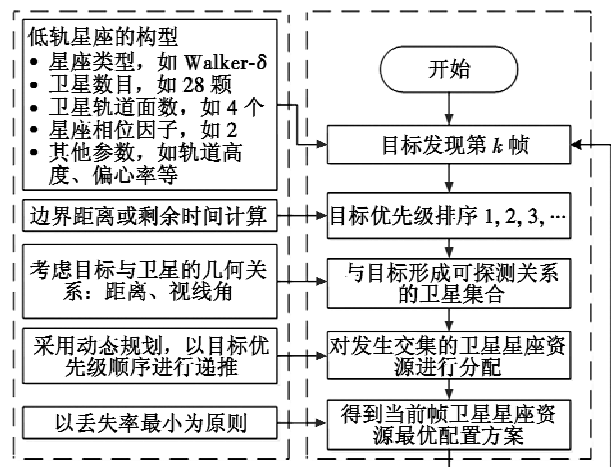 低轨星座的构型
• 星座类型，如 Walker-δ
• 卫星数目，如 28 颗
• 卫星轨道面数，如 4 个
• 星座相位因子，如 2
• 其他参数，如轨道高
度、偏心率等
边界距离或剩余时间计算
考虑目标与卫星的几何关
系：距离、视线角
采用动态规划，以目标优
先级顺序进行递推
以丢失率最小为原则
开始
目标发现第 k 帧
目标优先级排序 1, 2, 3, …
与目标形成可探测关系
的卫星集合
对发生交集的卫星星座资
源进行分配
得到当前帧卫星星座资
源最优配置方案